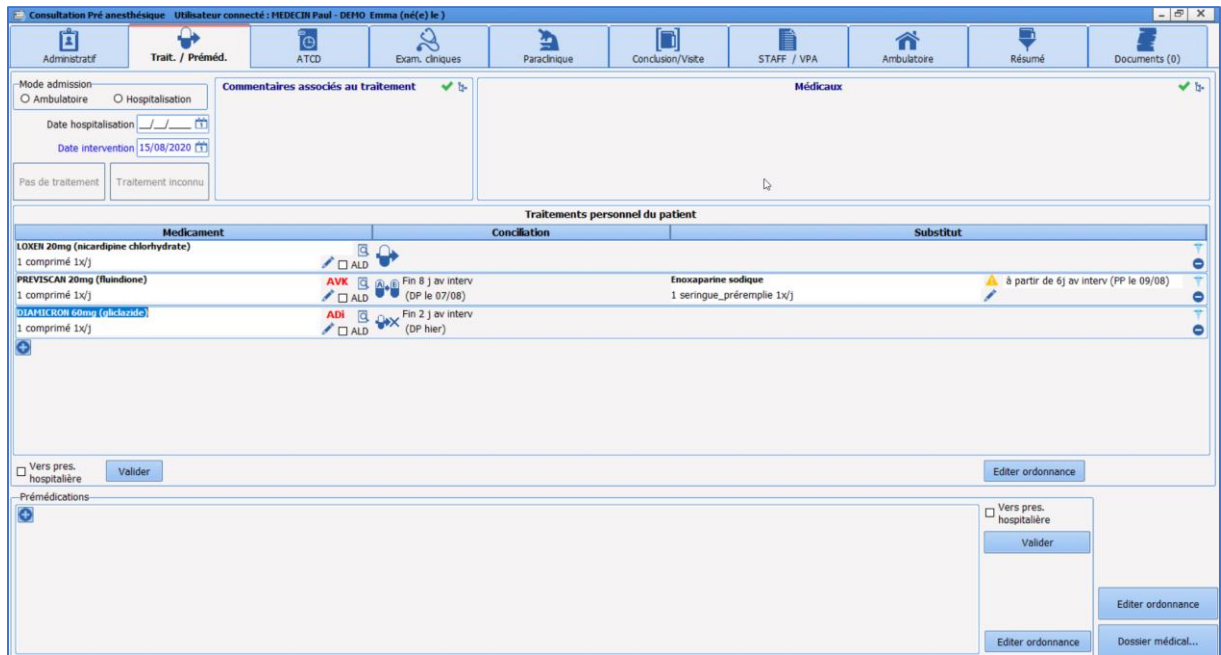 Consultation Pré anesthésique Utilisateur connecté : MEDECIN Paul - DEMO Emma (né(e) le )
Administratif
Trait. / Préméd.
ATCD
Exam. cliniques
Paraclinique
Conclusion/Visite
STAFF / VPA
Ambulatoire
Résumé
Documents (0)
Mode admission
Ambulatoire Hospitalisation
Date hospitalisation __/__/____
Date intervention 15/08/2020
Pas de traitement Traitement inconnu
Commentaires associés au traitement
Médicaux
Traitements personnel du patient
Medicament Conciliation Substitut
LOXEN 20mg (nicardipine chlorhydrate)
1 comprimé 1x/j ALD
PREVISCAN 20mg (fluindione) AVK Fin 8 j av interv Enoxaparine sodique à partir de 6j av interv (PP le 09/08)
1 comprimé 1x/j ALD A B (DP le 07/08) 1 seringue_préremplie 1x/j
DIAMICRON 60mg (gliclazide) ADi Fin 2 j av interv
1 comprimé 1x/j ALD (DP hier)
Vers pres.
hospitalière
Valider
Editer ordonnance
Prémédications
Vers pres.
hospitalière
Valider
Editer ordonnance
Editer ordonnance
Dossier médical...